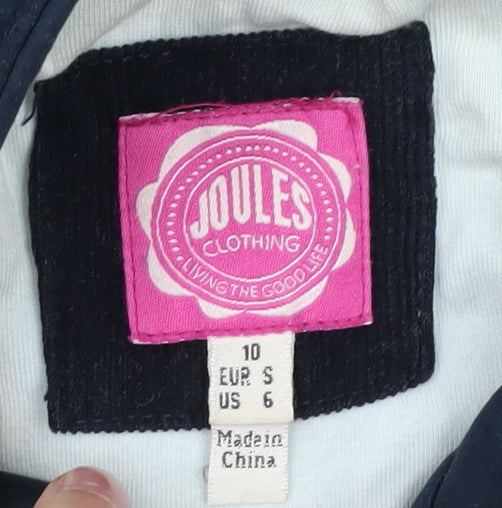 JOULES
CLOTHING
LIVING THE GOOD LIFE
10
EUR S
US 6
Made in
China